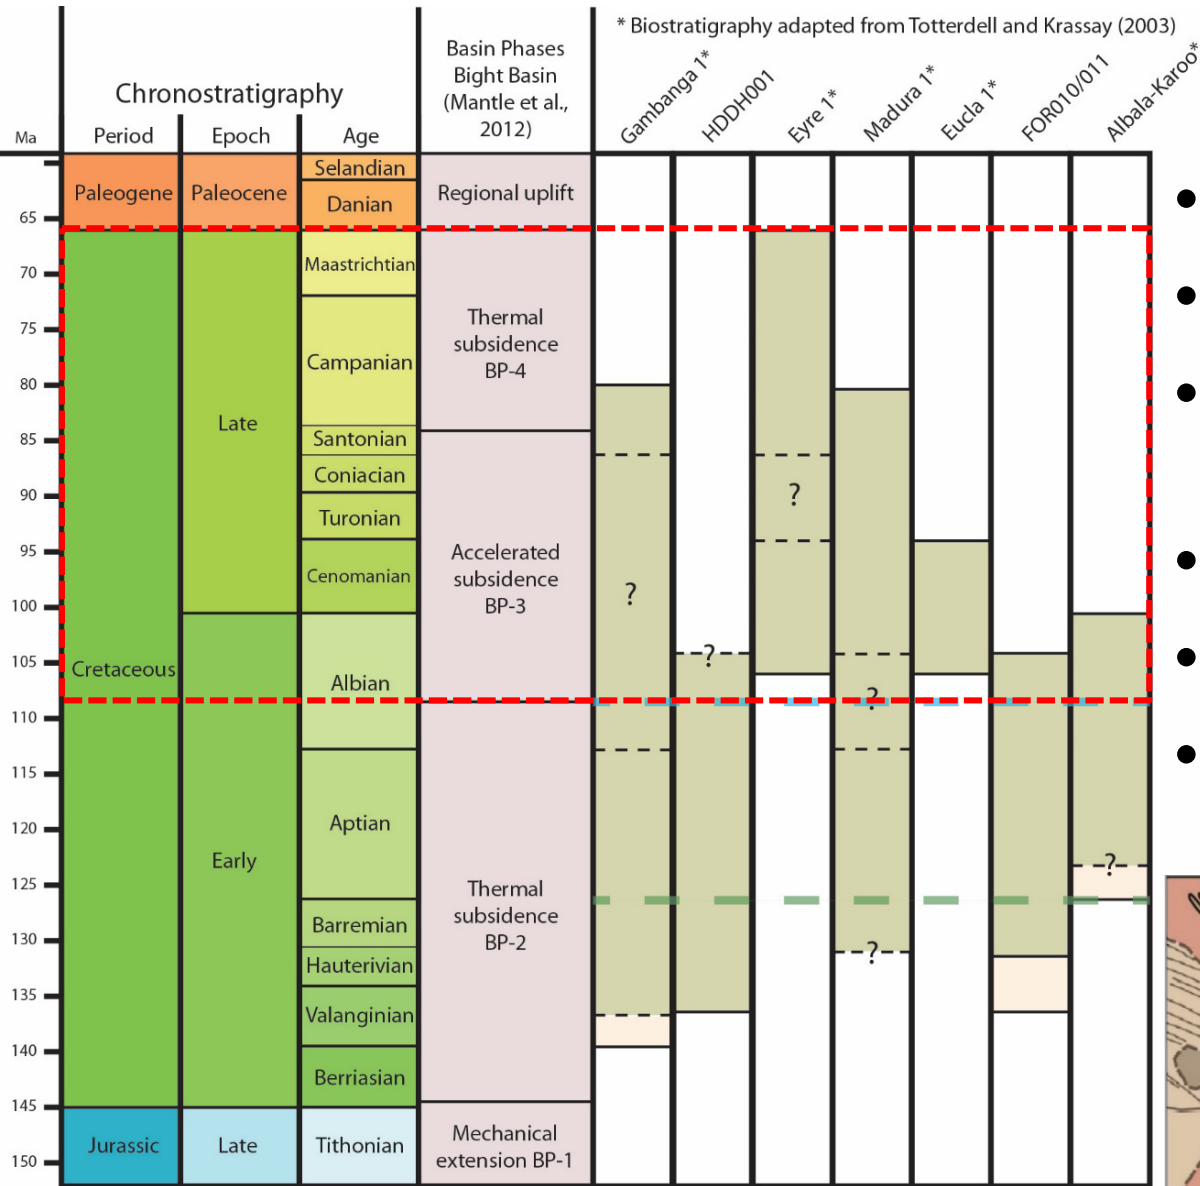 * Biostratigraphy adapted from Totterdell and Krassay (2003)
Chronostratigraphy
Basin Phases
Bight Basin
(Mantle et al.,
2012)
Ma
Period
Epoch
Age
Gambanga 1*
HDDH001
Eyre 1*
Madura 1*
Eucla 1*
FOR010/011
Albala-Karoo*
65
70
75
80
85
90
95
100
105
110
115
120
125
130
135
140
145
150
Paleogene
Cretaceous
Jurassic
Paleocene
Late
Early
Late
Selandian
Danian
Maastrichtian
Campanian
Santonian
Coniacian
Turonian
Cenomanian
Albian
Aptian
Barremian
Hauterivian
Valanginian
Berriasian
Tithonian
Regional uplift
Thermal
subsidence
BP-4
Accelerated
subsidence
BP-3
Thermal
subsidence
BP-2
Mechanical
extension BP-1
?
?
?
?
?
?